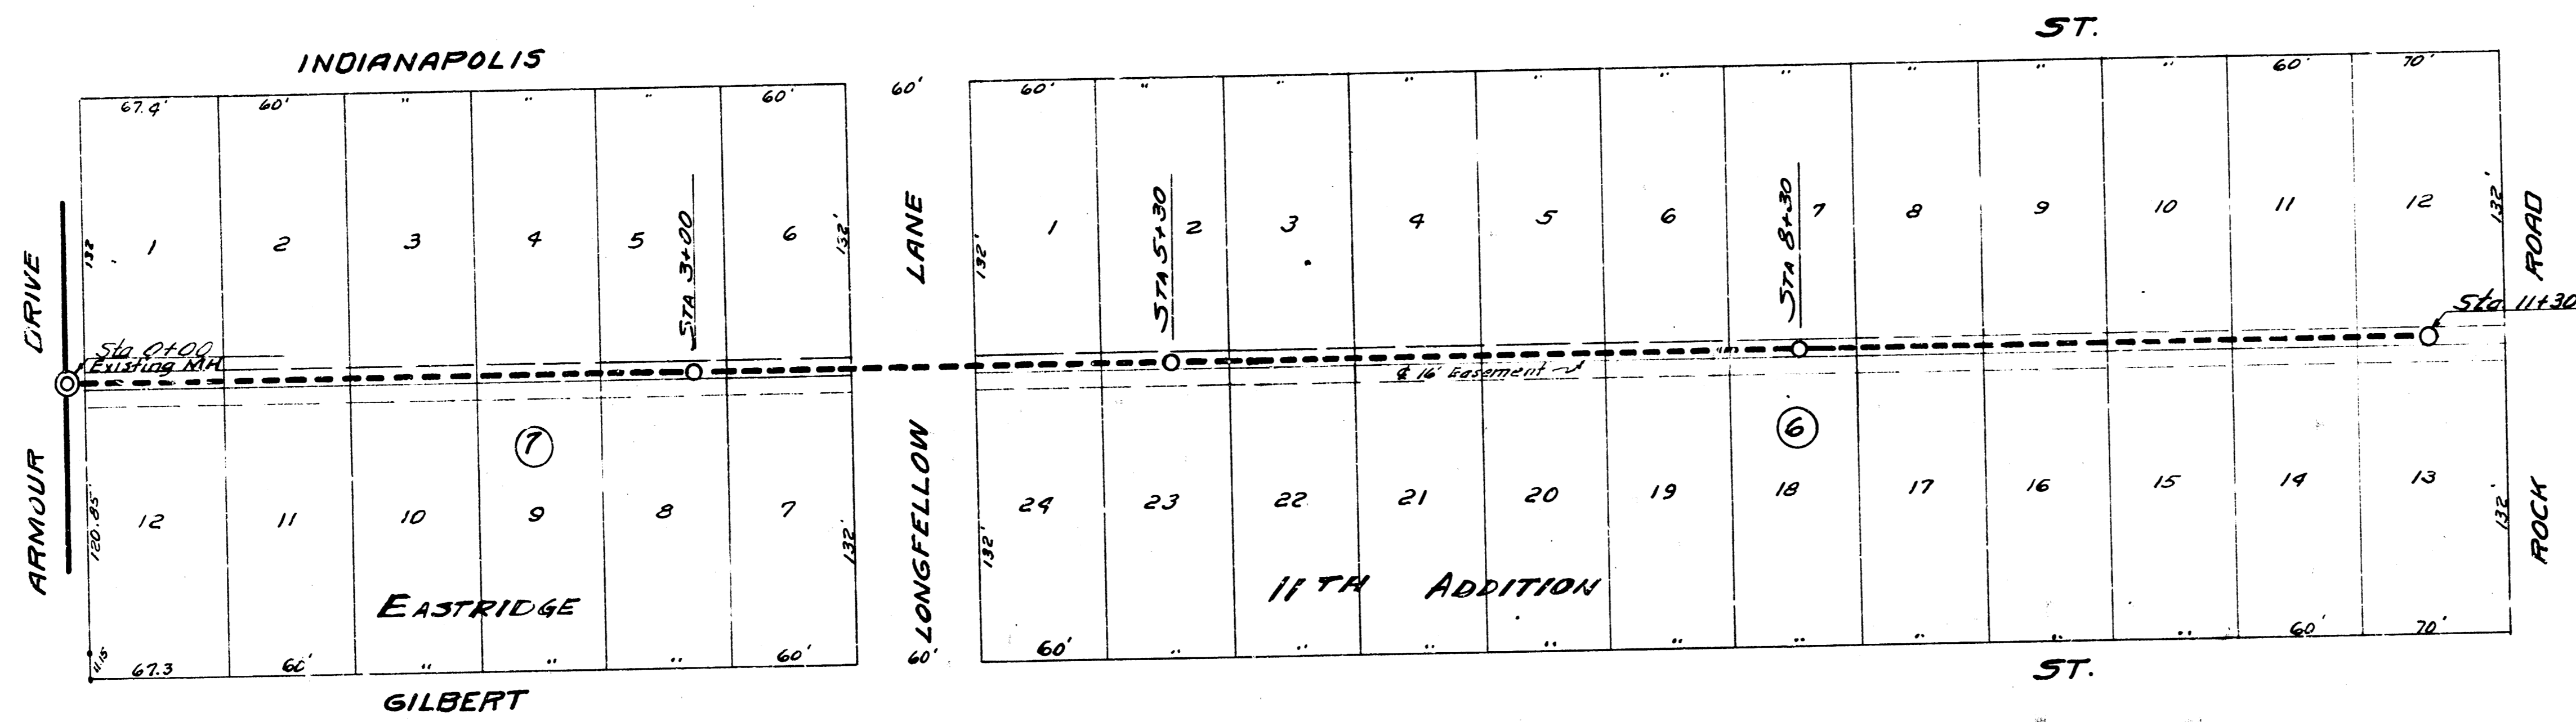 INDIANAPOLIS ST.
67.4' 60' " " " 60' 60' 60' " " " " " " " " " 60' 70'
1 2 3 4 5 6 1 2 3 4 5 6 7 8 9 10 11 12
132 132' 132' 132'
STA 3+00
STA 5+30
STA 8+30
Sta 11+30
Sta 0+00
Existing MH
℄ 16' Easement
ARMOUR DRIVE
LONGFELLOW LANE
ROCK ROAD
7
6
12 11 10 9 8 7 24 23 22 21 20 19 18 17 16 15 14 13
120.85' 132' 132' 132'
EASTRIDGE 11TH ADDITION
11.15
67.3 60' " " " 60' 60' 60' " " " " " " " " " 60' 70'
GILBERT ST.